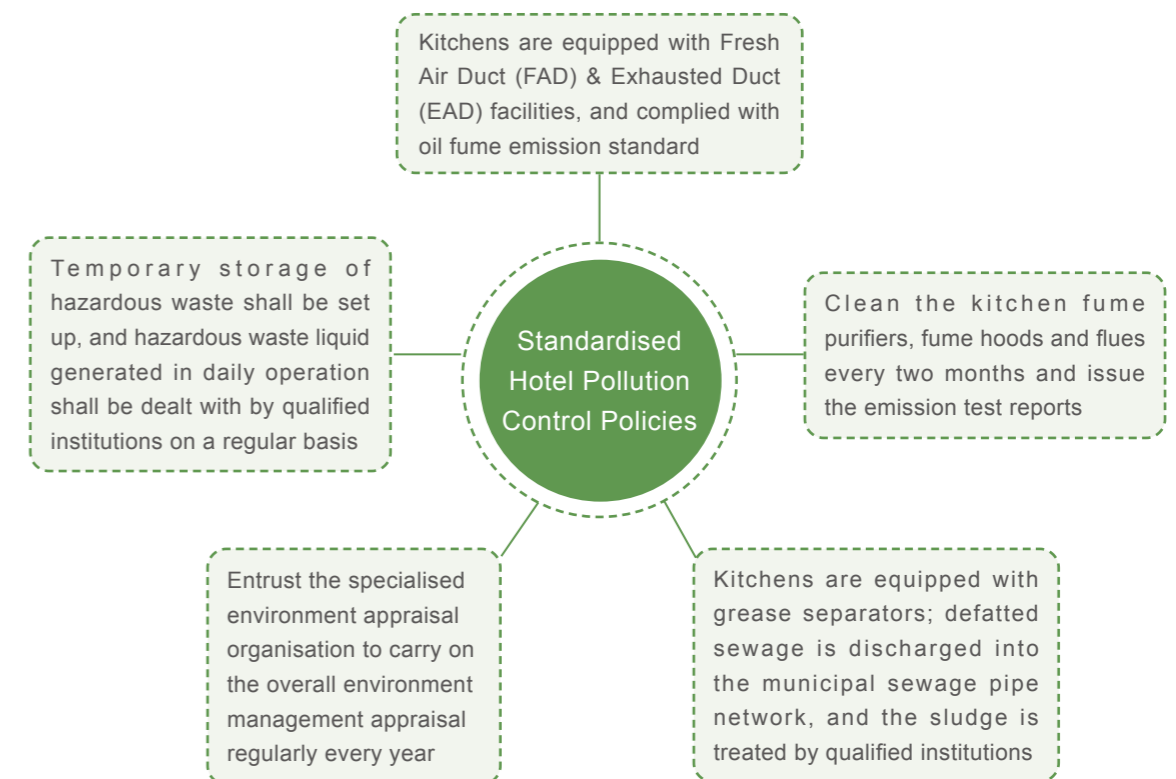 Kitchens are equipped with Fresh
Air Duct (FAD) & Exhausted Duct
(EAD) facilities, and complied with
oil fume emission standard
Temporary storage of
hazardous waste shall be set
up, and hazardous waste liquid
generated in daily operation
shall be dealt with by qualified
institutions on a regular basis
Standardised
Hotel Pollution
Control Policies
Clean the kitchen fume
purifiers, fume hoods and flues
every two months and issue
the emission test reports
Entrust the specialised
environment appraisal
organisation to carry on
the overall environment
management appraisal
regularly every year
Kitchens are equipped with
grease separators; defatted
sewage is discharged into
the municipal sewage pipe
network, and the sludge is
treated by qualified institutions